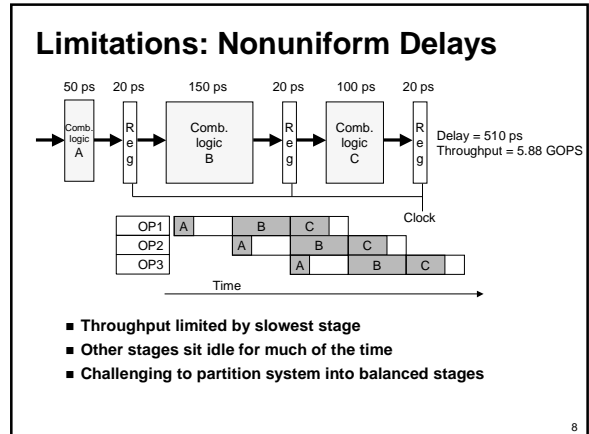 Limitations: Nonuniform Delays
50 ps 20 ps 150 ps 20 ps 100 ps 20 ps
Comb.
logic
A
R
e
g
Comb.
logic
B
R
e
g
Comb.
logic
C
R
e
g
Delay = 510 ps
Throughput = 5.88 GOPS
Clock
OP1 A B C
OP2 A B C
OP3 A B C
Time
■ Throughput limited by slowest stage
■ Other stages sit idle for much of the time
■ Challenging to partition system into balanced stages
8